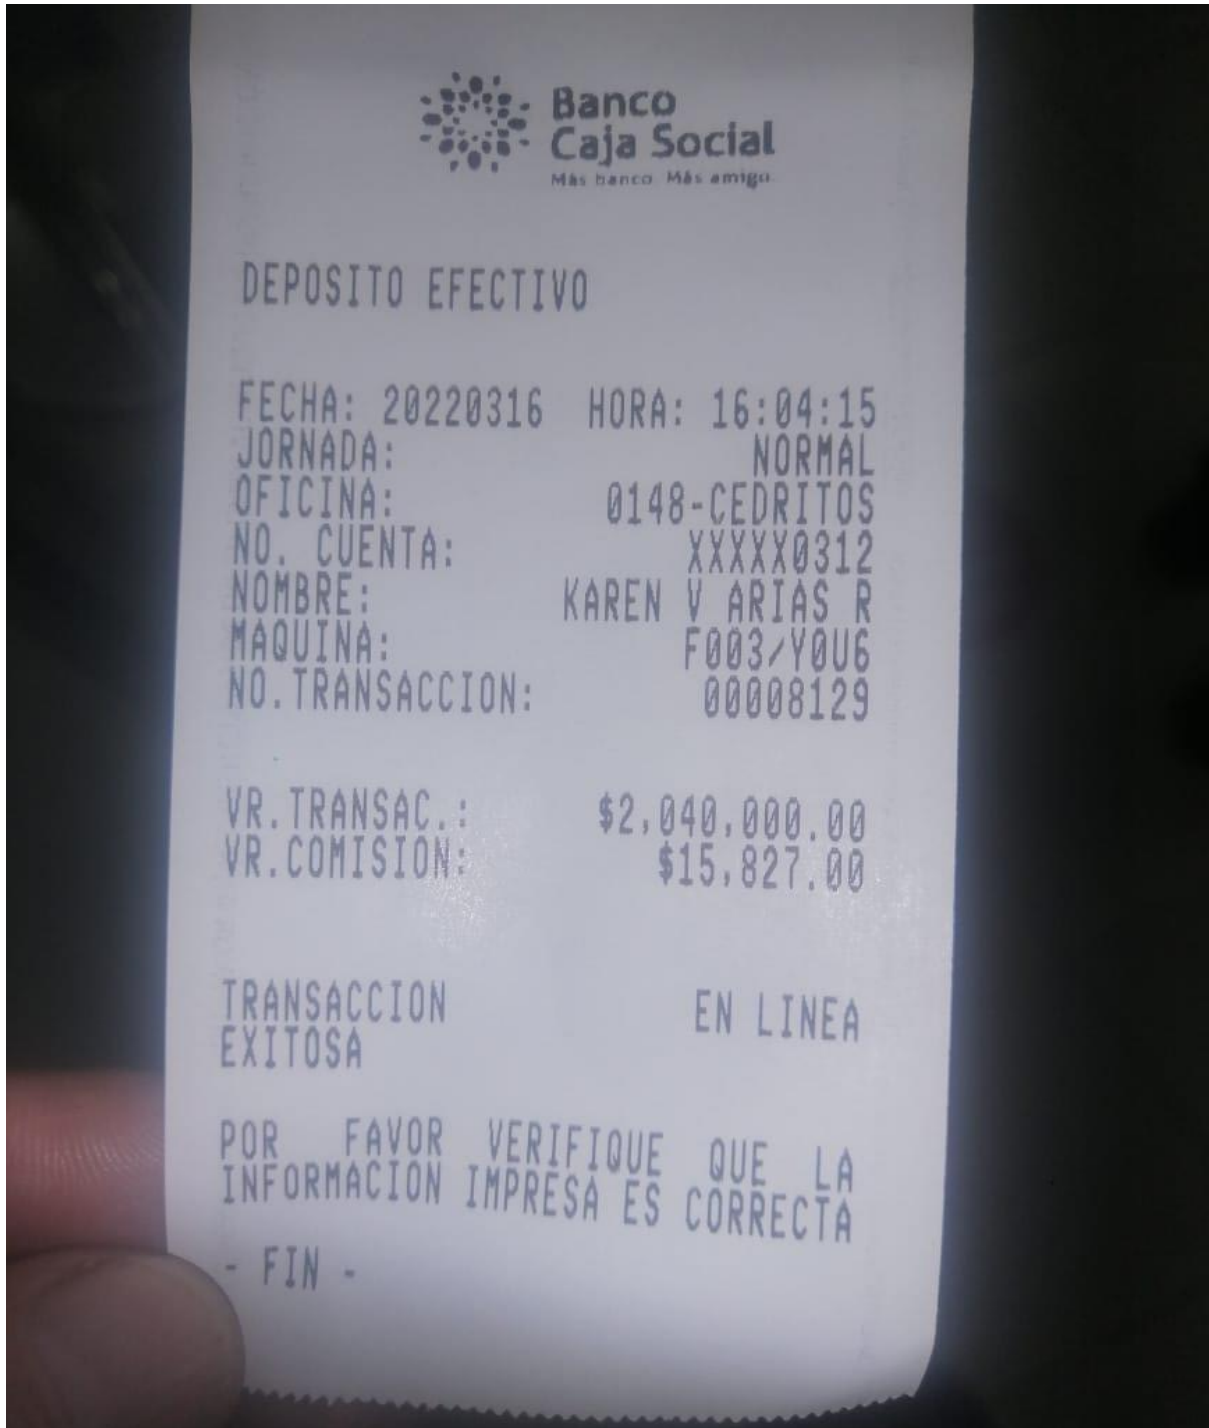 Banco
Caja Social
Más banco. Más amigo.
DEPOSITO EFECTIVO
FECHA: 20220316 HORA: 16:04:15
JORNADA: NORMAL
OFICINA: 0148-CEDRITOS
NO. CUENTA: XXXXX0312
NOMBRE: KAREN V ARIAS R
MAQUINA: F003/Y0U6
NO.TRANSACCION: 00008129
VR.TRANSAC.: $2,040,000.00
VR.COMISION: $15,827.00
TRANSACCION EN LINEA
EXITOSA
POR FAVOR VERIFIQUE QUE LA
INFORMACION IMPRESA ES CORRECTA
- FIN -